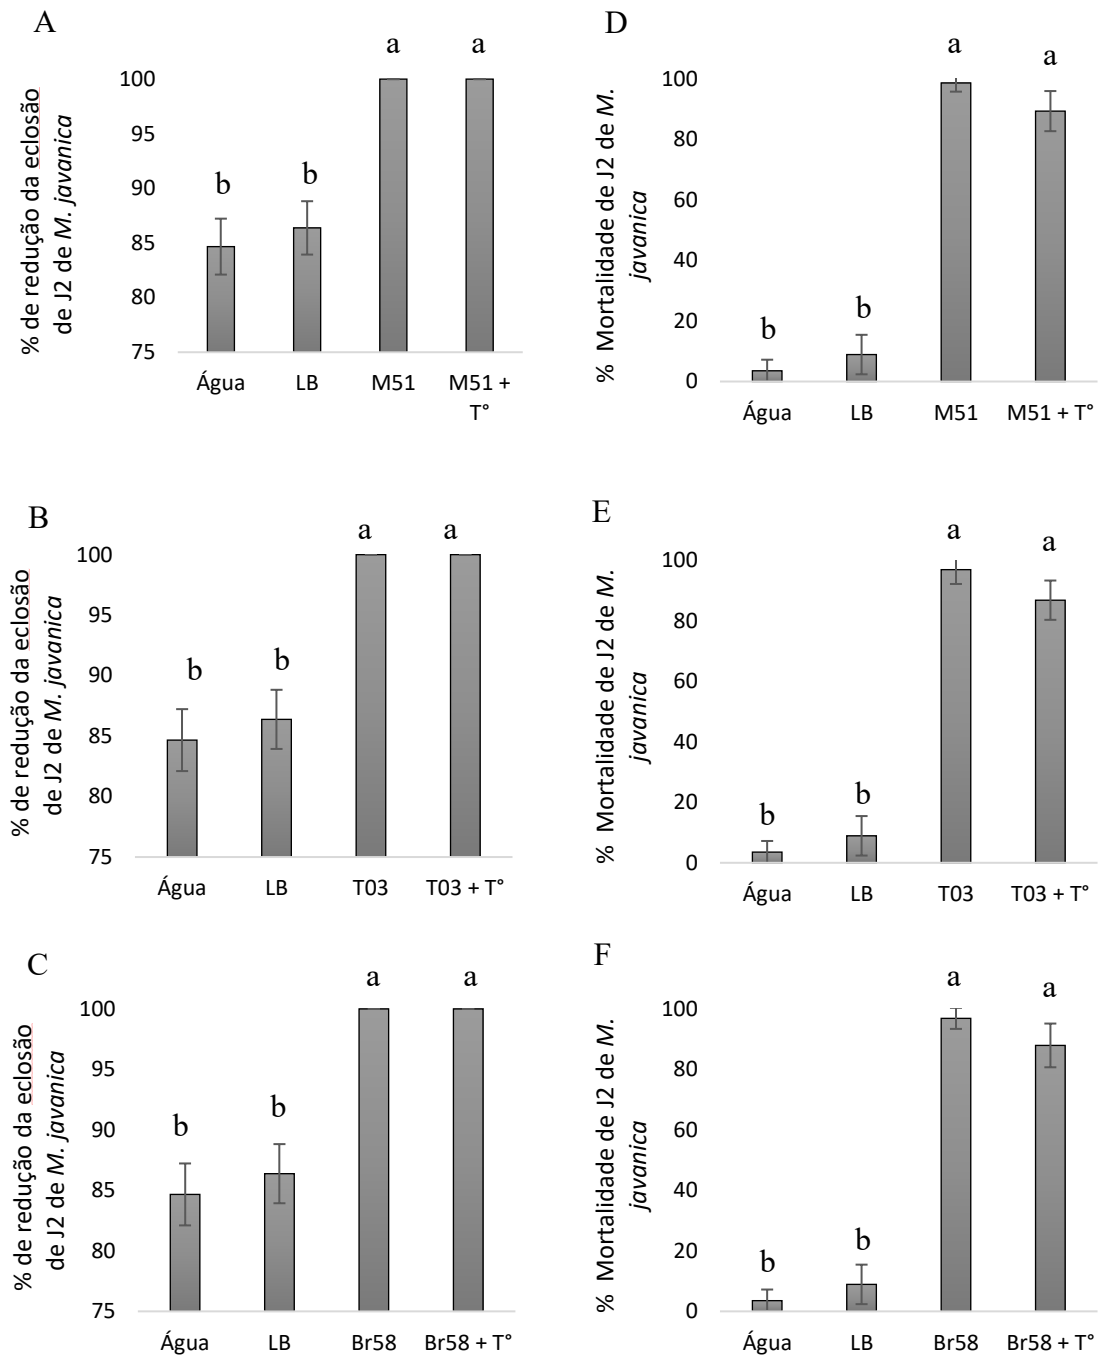 A
% de redução da eclosão
de J2 de M. javanica
100
95
90
85
80
75
b
b
a
a
Água
LB
M51
M51 +
T°
D
% Mortalidade de J2 de M.
javanica
100
80
60
40
20
0
b
b
a
a
Água
LB
M51
M51 + T°
B
% de redução da eclosão
de J2 de M. javanica
100
95
90
85
80
75
b
b
a
a
Água
LB
T03
T03 + T°
E
% Mortalidade de J2 de M.
javanica
100
80
60
40
20
0
b
b
a
a
Água
LB
T03
T03 + T°
C
% de redução da eclosão
de J2 de M. javanica
100
95
90
85
80
75
b
b
a
a
Água
LB
Br58
Br58 + T°
F
% Mortalidade de J2 de M.
javanica
100
80
60
40
20
0
b
b
a
a
Água
LB
Br58
Br58 + T°